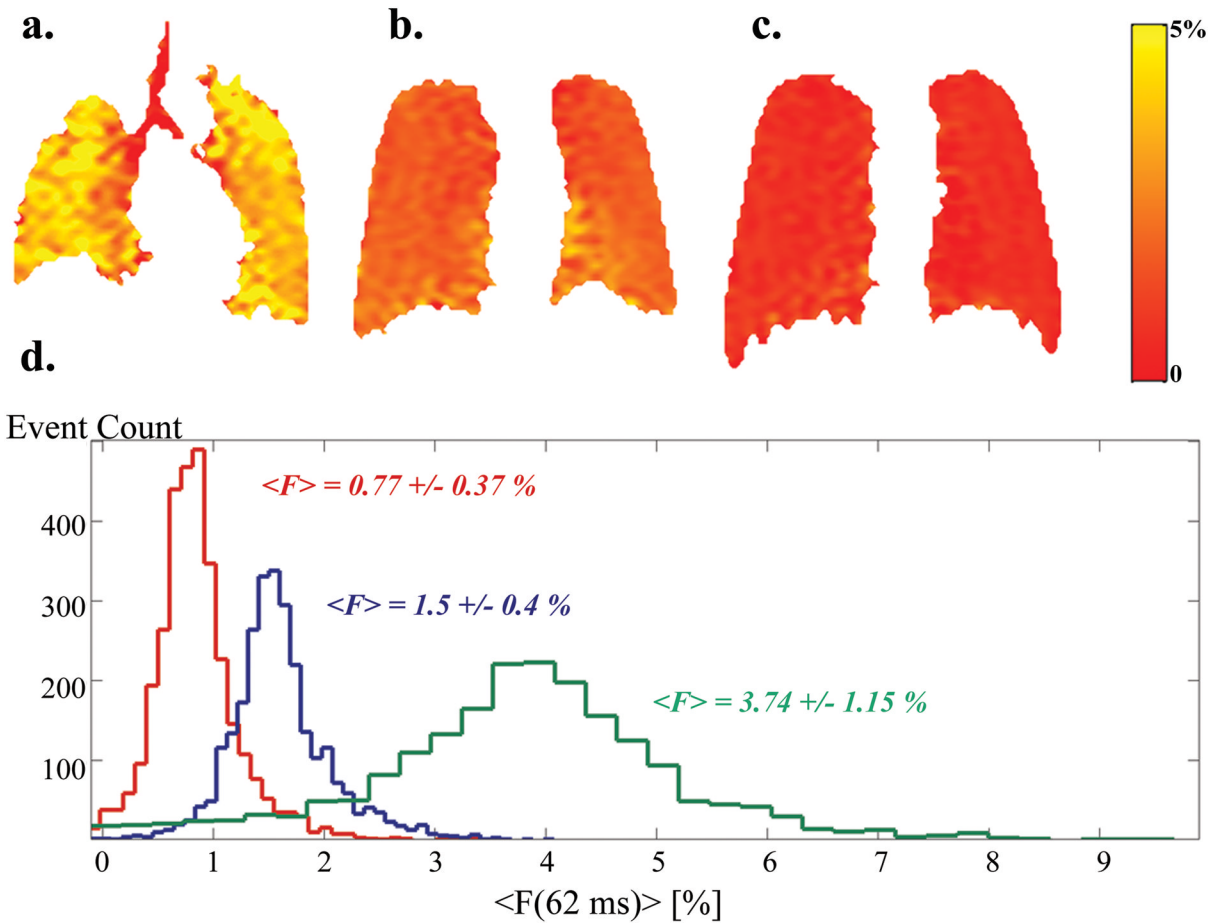 a.
b.
c.
5%
0
d.
Event Count
<F> = 0.77 +/- 0.37 %
400
<F> = 1.5 +/- 0.4 %
300
200
<F> = 3.74 +/- 1.15 %
100
0 1 2 3 4 5 6 7 8 9
<F(62 ms)> [%]